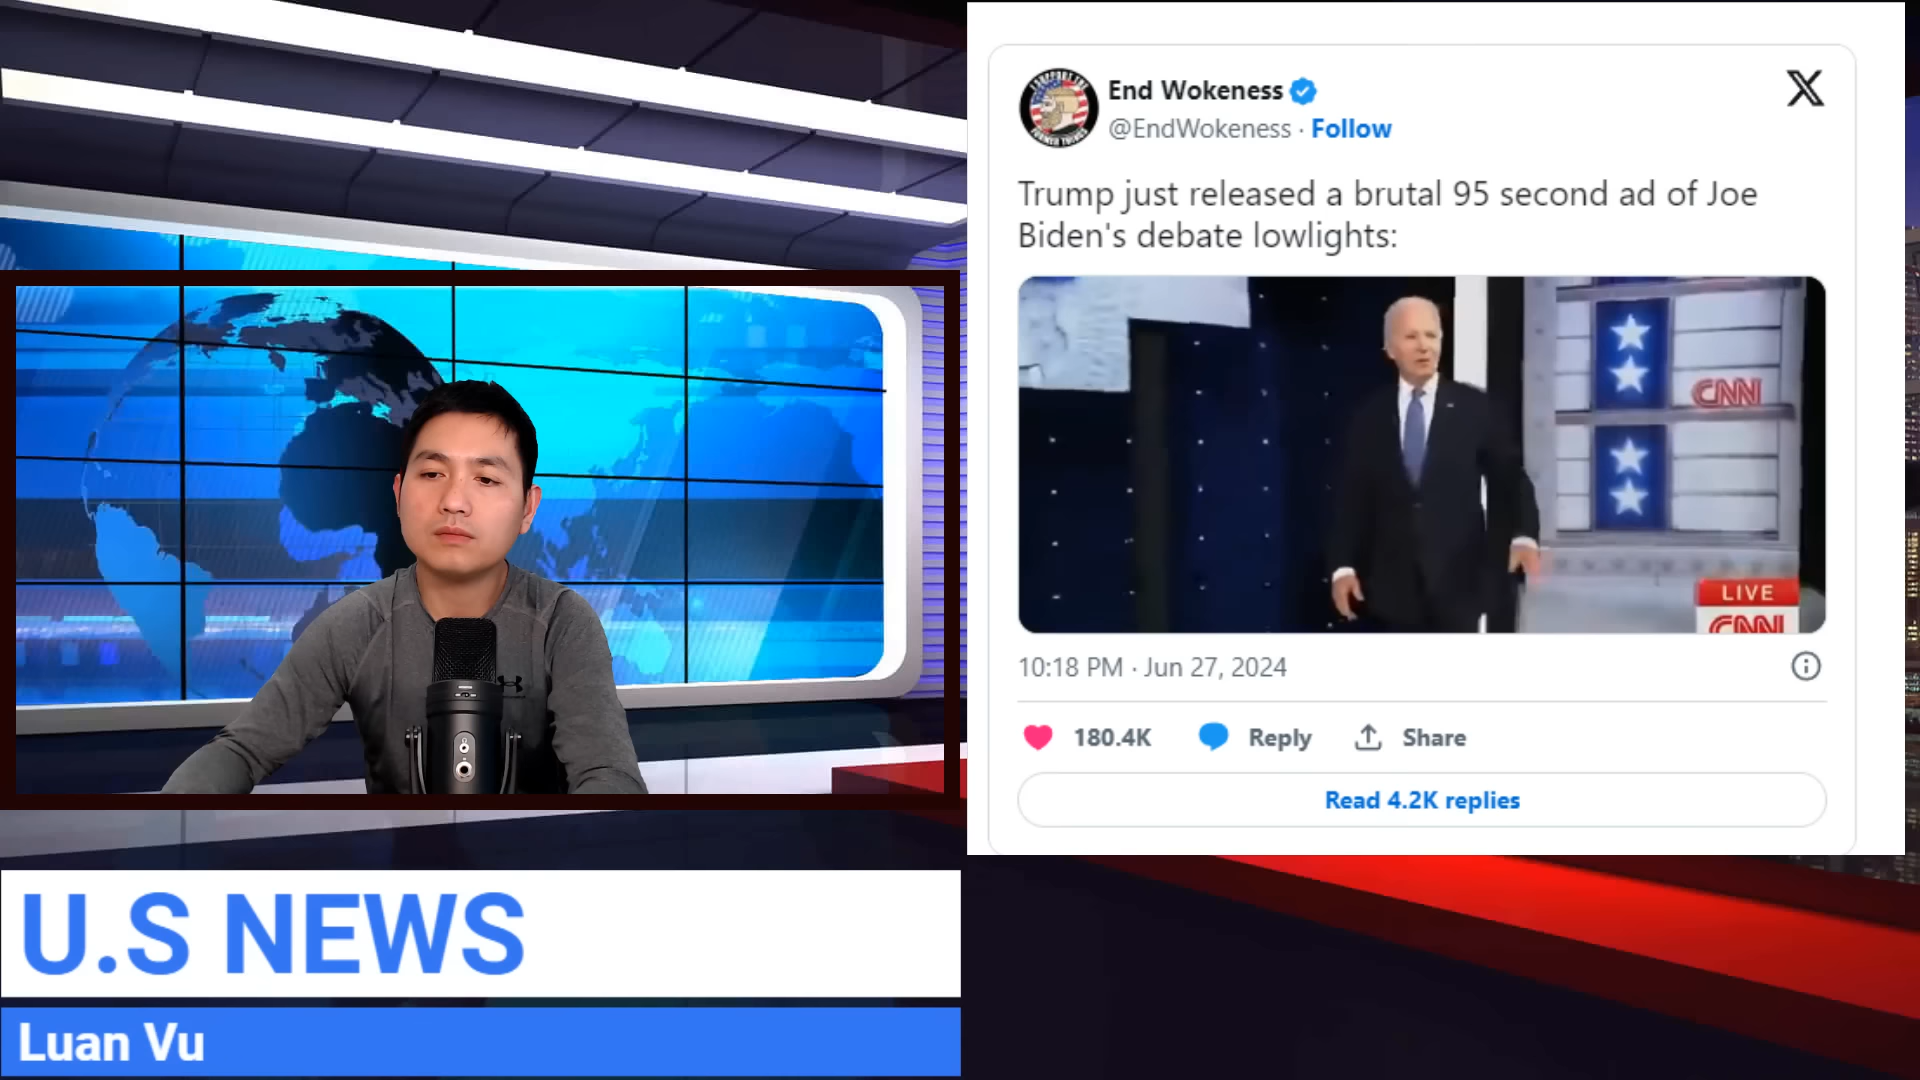 End Wokeness
@EndWokeness · Follow
Trump just released a brutal 95 second ad of Joe
Biden's debate lowlights:
CNN
LIVE
CNN
10:18 PM · Jun 27, 2024
180.4K Reply Share
Read 4.2K replies
U.S NEWS
Luan Vu